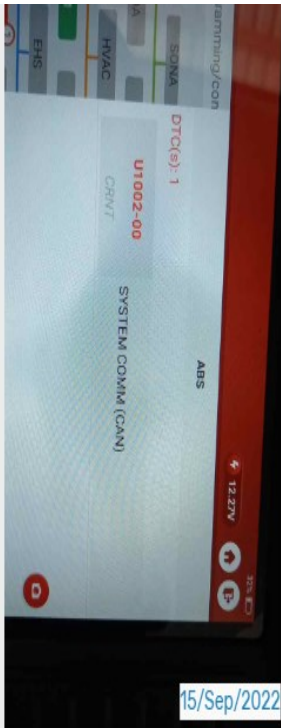 32%
12.27V
ramming/con
ABS
SONA
HVAC
EHS
DTC(s): 1
U1002-00
SYSTEM COMM (CAN)
CRNT
15/Sep/2022